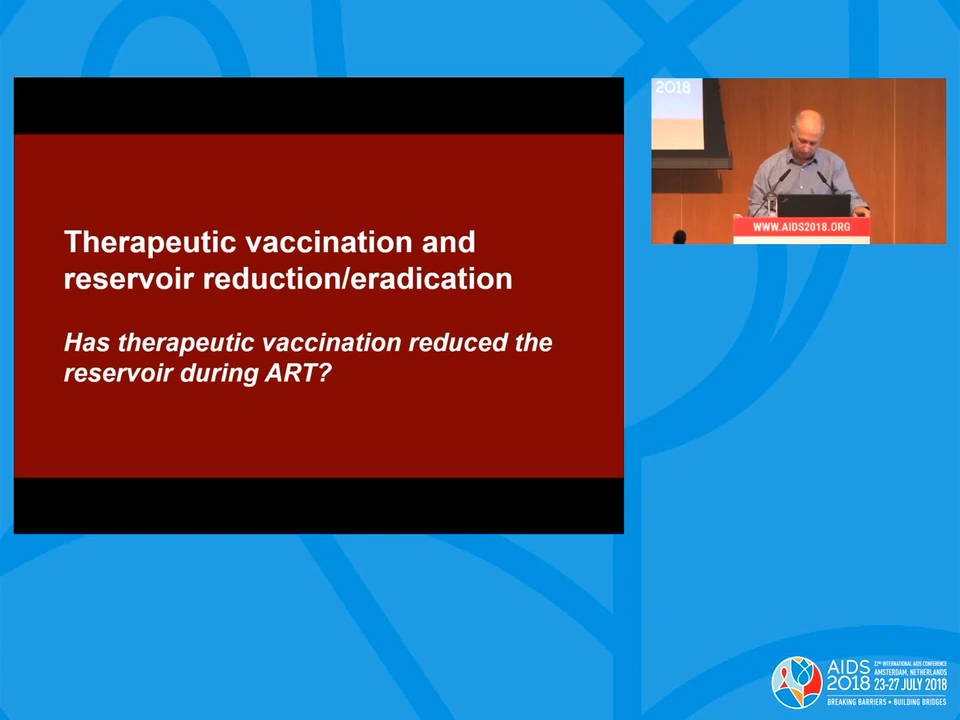 Therapeutic vaccination and
reservoir reduction/eradication
Has therapeutic vaccination reduced the
reservoir during ART?
2018
WWW.AIDS2018.ORG
AIDS
2018
22ND INTERNATIONAL AIDS CONFERENCE
AMSTERDAM, NETHERLANDS
23-27 JULY 2018
BREAKING BARRIERS • BUILDING BRIDGES